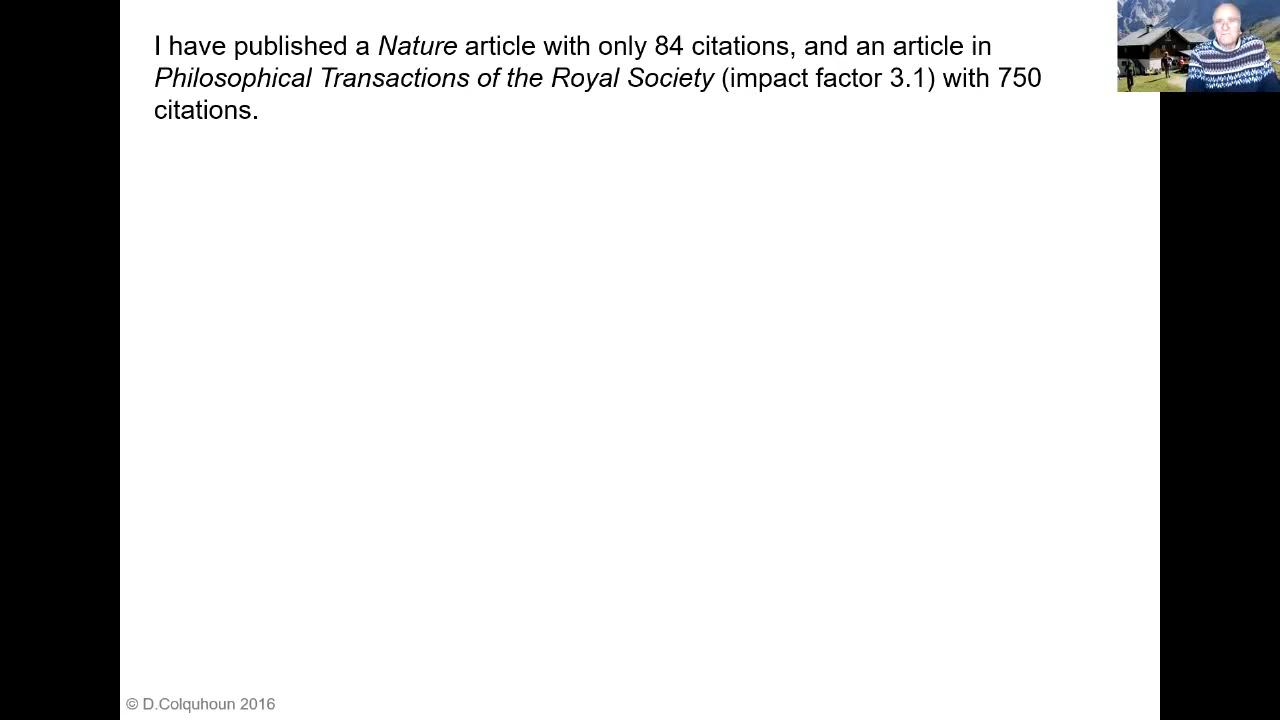 I have published a Nature article with only 84 citations, and an article in
Philosophical Transactions of the Royal Society (impact factor 3.1) with 750
citations.
© D.Colquhoun 2016